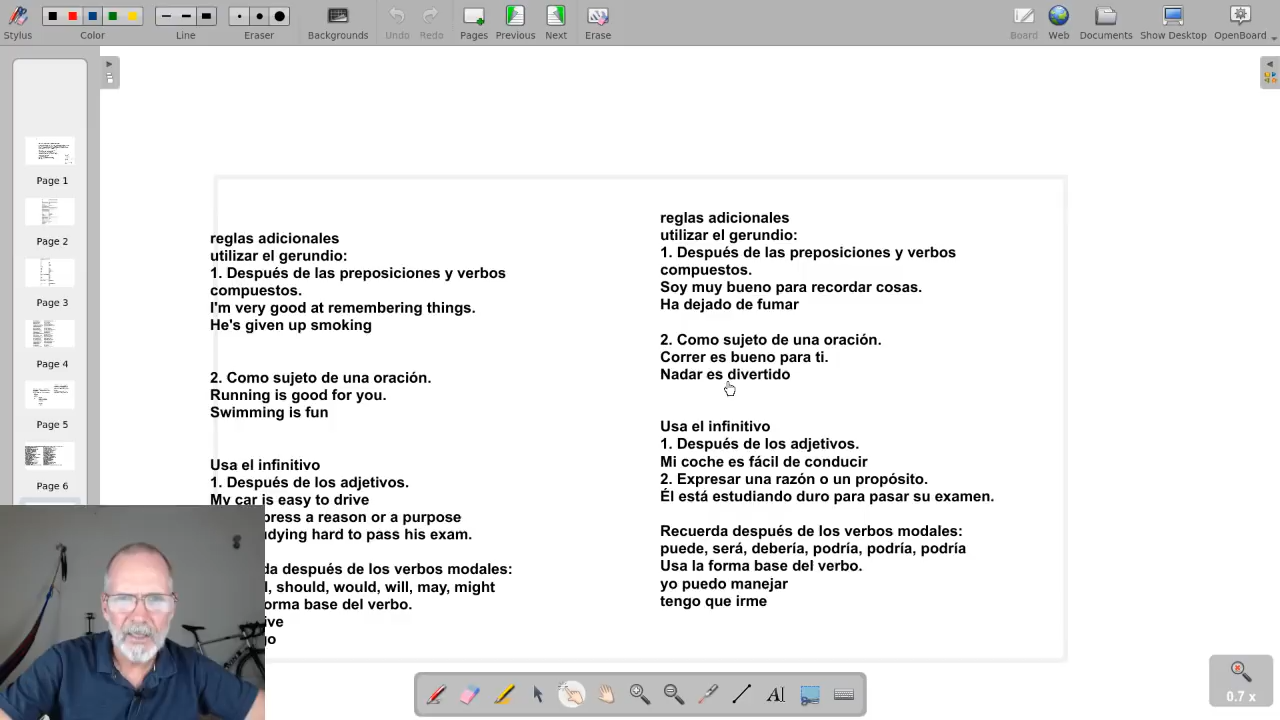 Stylus
Color
Line
Eraser
Backgrounds
Undo
Redo
Pages
Previous
Next
Erase
Board
Web
Documents
Show Desktop
OpenBoard
Page 1
Page 2
Page 3
Page 4
Page 5
Page 6
reglas adicionales
utilizar el gerundio:
1. Después de las preposiciones y verbos
compuestos.
I'm very good at remembering things.
He's given up smoking
2. Como sujeto de una oración.
Running is good for you.
Swimming is fun
Usa el infinitivo
1. Después de los adjetivos.
My car is easy to drive
a reason or a purpose
hard to pass his exam.
después de los verbos modales:
should, would, will, may, might
base del verbo.
reglas adicionales
utilizar el gerundio:
1. Después de las preposiciones y verbos
compuestos.
Soy muy bueno para recordar cosas.
Ha dejado de fumar
2. Como sujeto de una oración.
Correr es bueno para ti.
Nadar es divertido
Usa el infinitivo
1. Después de los adjetivos.
Mi coche es fácil de conducir
2. Expresar una razón o un propósito.
Él está estudiando duro para pasar su examen.
Recuerda después de los verbos modales:
puede, será, debería, podría, podría, podría
Usa la forma base del verbo.
yo puedo manejar
tengo que irme
0.7 x